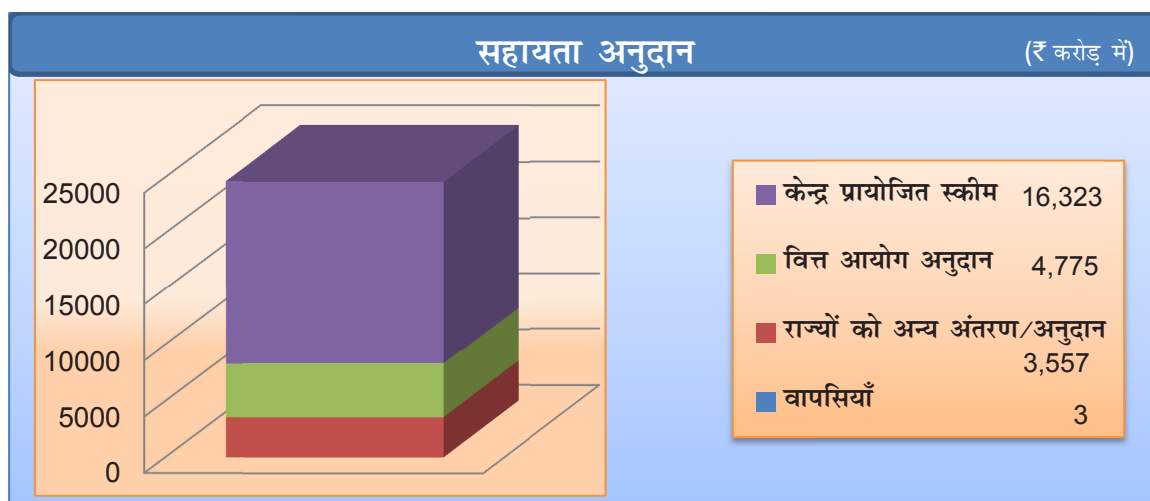 सहायता अनुदान (₹ करोड़ में)
25000
20000
15000
10000
5000
0
केन्द्र प्रायोजित स्कीम 16,323
वित्त आयोग अनुदान 4,775
राज्यों को अन्य अंतरण/अनुदान
3,557
वापसियाँ 3